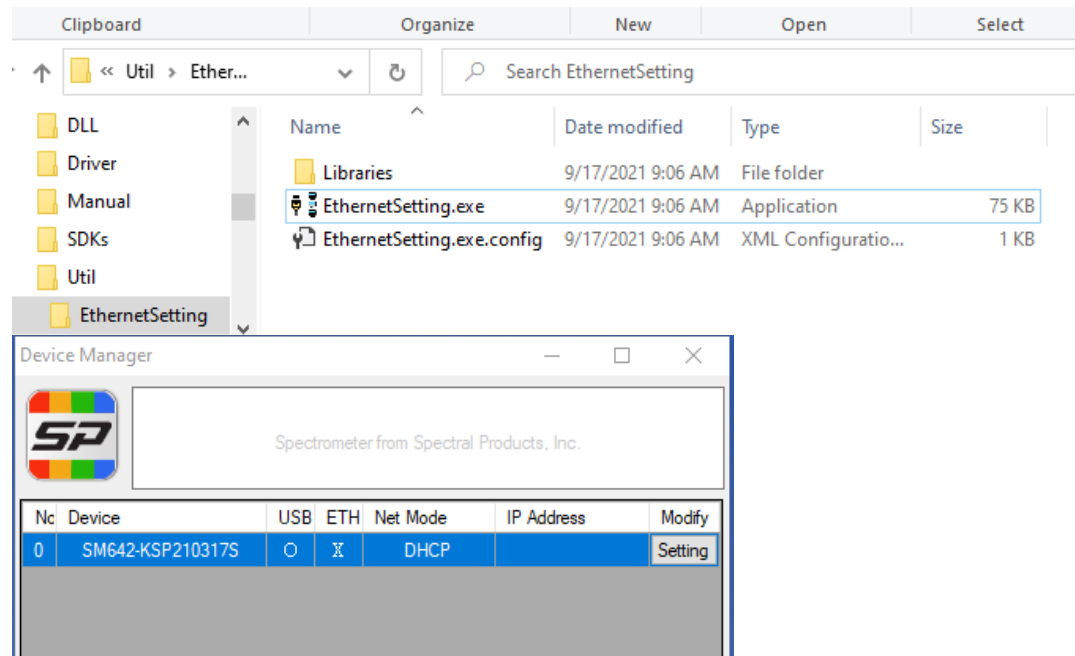 Clipboard Organize New Open Select
« Util › Ether... Search EthernetSetting
DLL
Driver
Manual
SDKs
Util
EthernetSetting
Name Date modified Type Size
Libraries 9/17/2021 9:06 AM File folder
EthernetSetting.exe 9/17/2021 9:06 AM Application 75 KB
EthernetSetting.exe.config 9/17/2021 9:06 AM XML Configuratio... 1 KB
Device Manager
SP
Spectrometer from Spectral Products, Inc.
Nc Device USB ETH Net Mode IP Address Modify
0 SM642-KSP210317S O X DHCP Setting